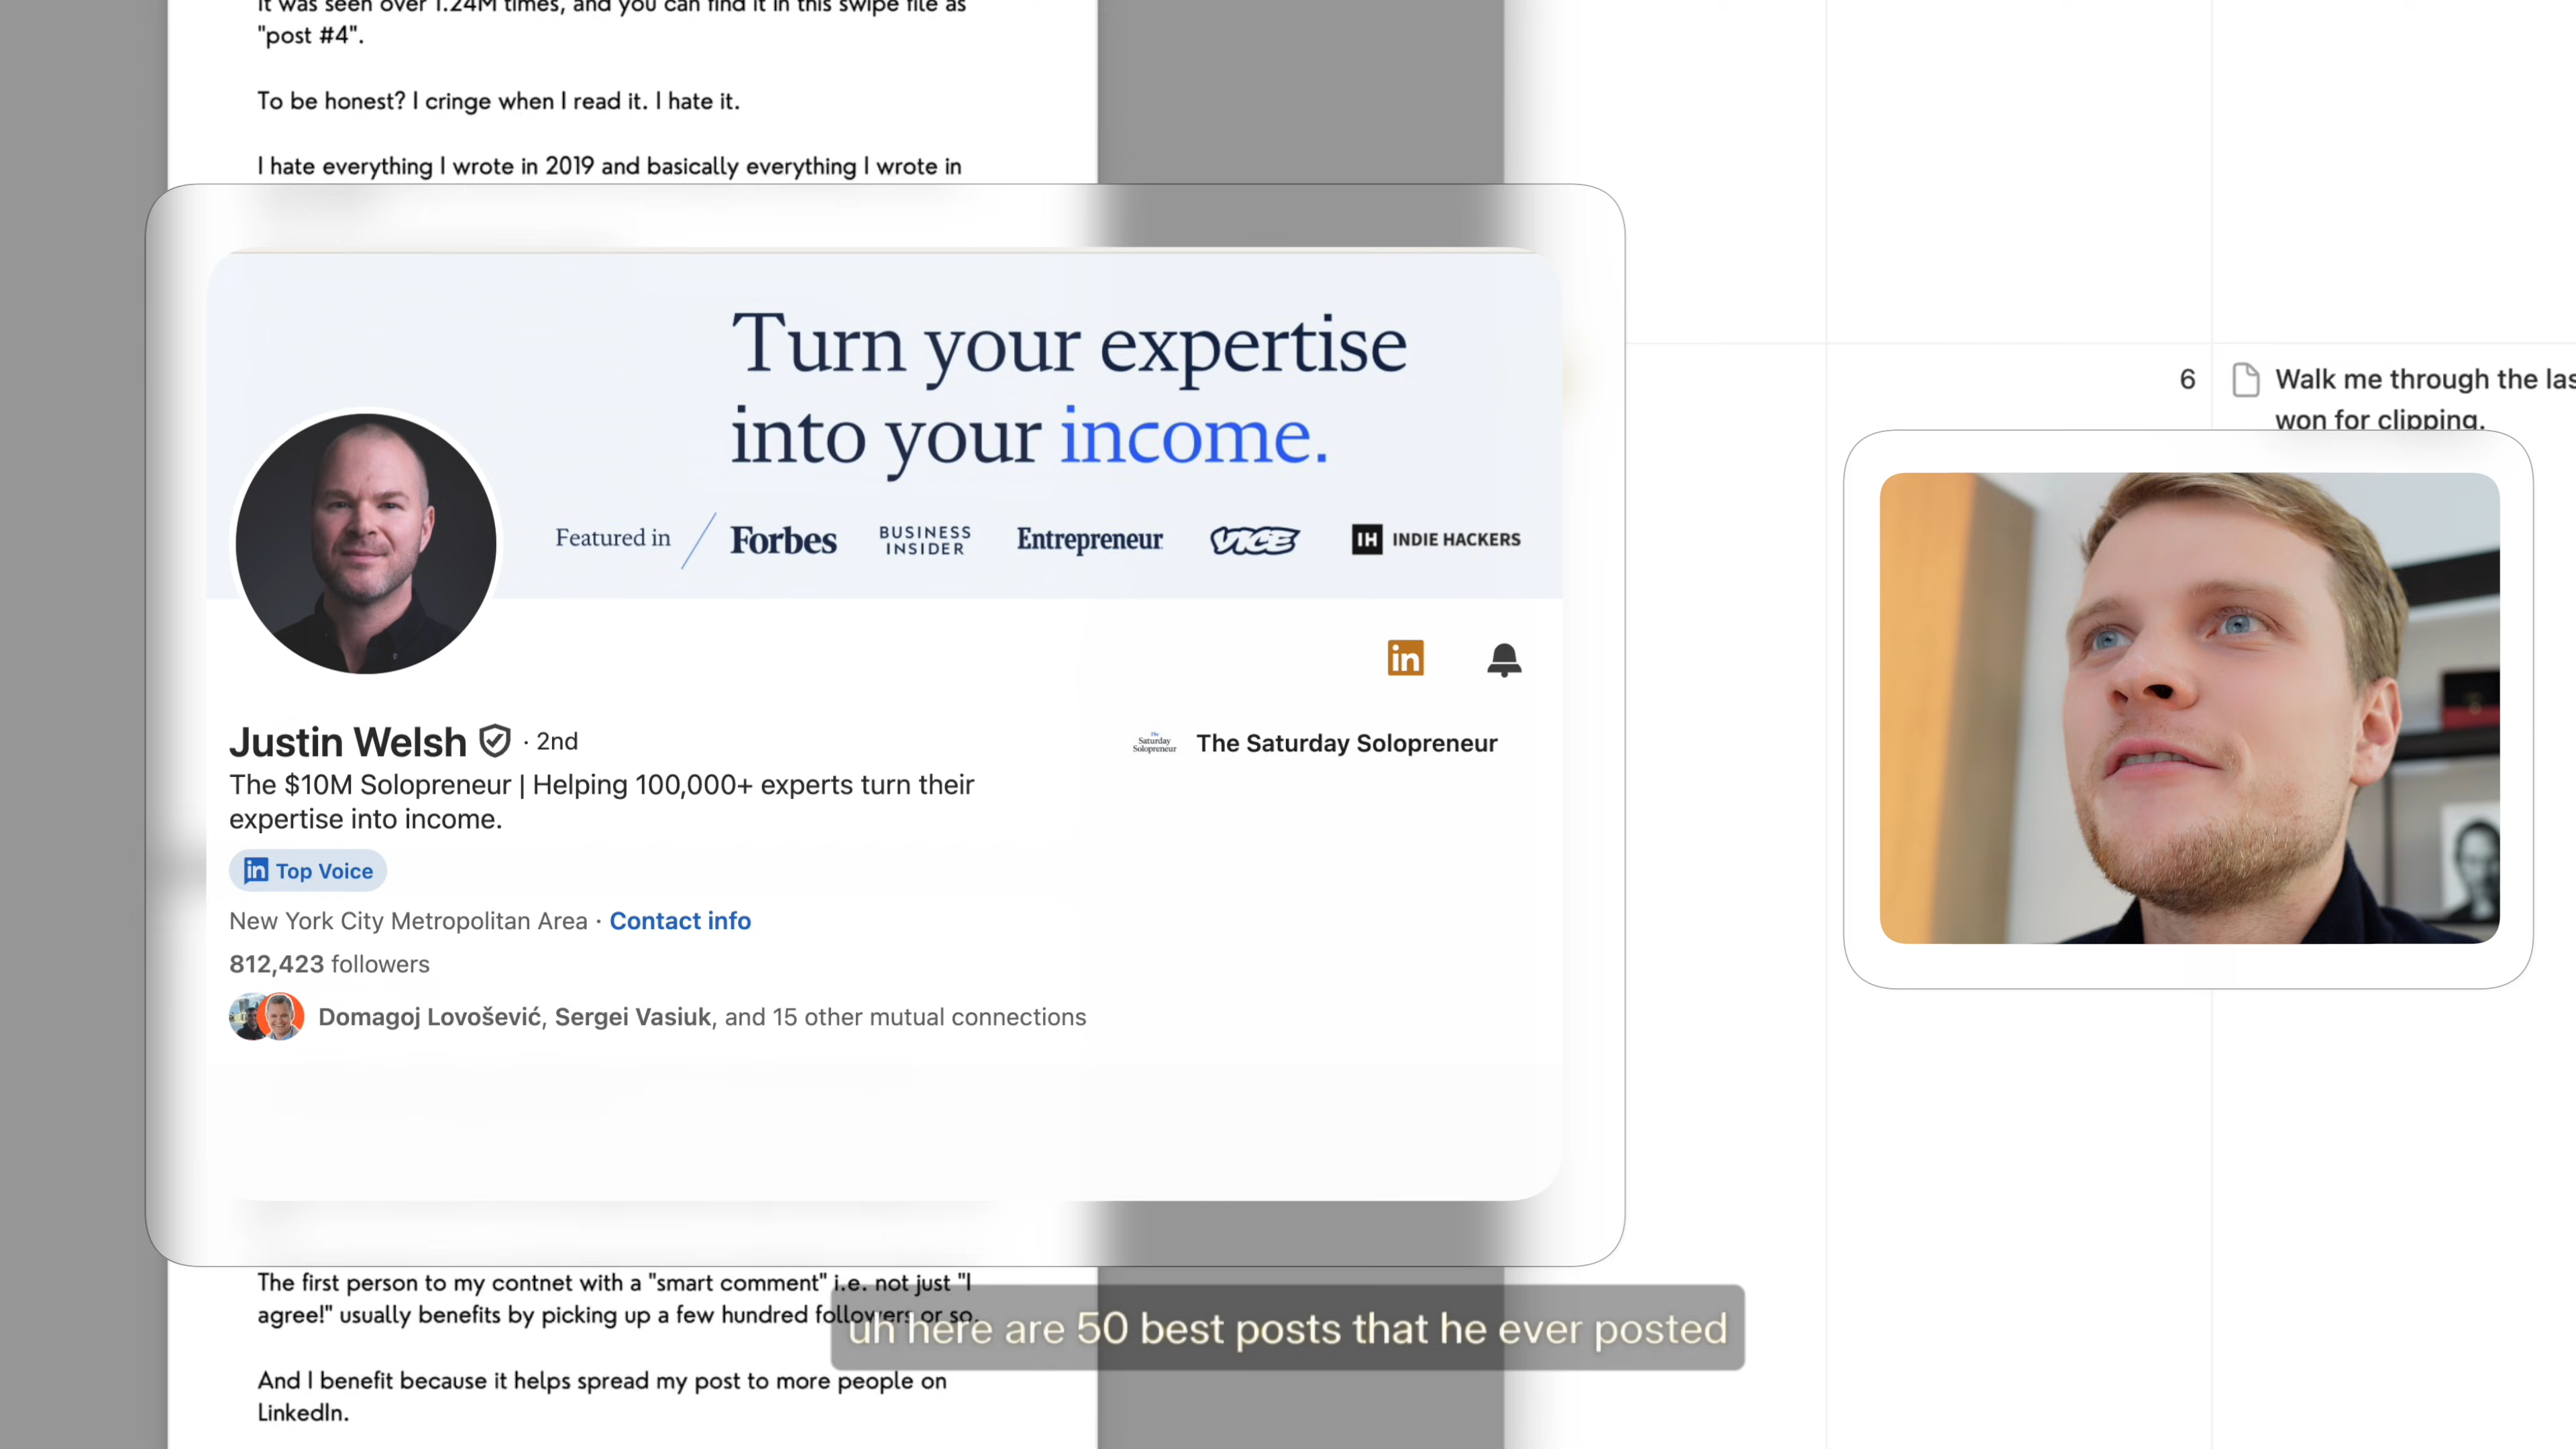 It was seen over 1.24M times, and you can find it in this swipe file as
"post #4".
To be honest? I cringe when I read it. I hate it.
I hate everything I wrote in 2019 and basically everything I wrote in
Turn your expertise
into your income.
Featured in
Forbes
BUSINESS
INSIDER
Entrepreneur
VICE
IH INDIE HACKERS
in
Justin Welsh · 2nd
The Saturday Solopreneur
The
Saturday
Solopreneur
The $10M Solopreneur | Helping 100,000+ experts turn their
expertise into income.
in Top Voice
New York City Metropolitan Area · Contact info
812,423 followers
Domagoj Lovošević, Sergei Vasiuk, and 15 other mutual connections
6
Walk me through the las
won for clipping.
The first person to my contnet with a "smart comment" i.e. not just "I
agree!" usually benefits by picking up a few hundred followers or so.
uh here are 50 best posts that he ever posted
And I benefit because it helps spread my post to more people on
LinkedIn.